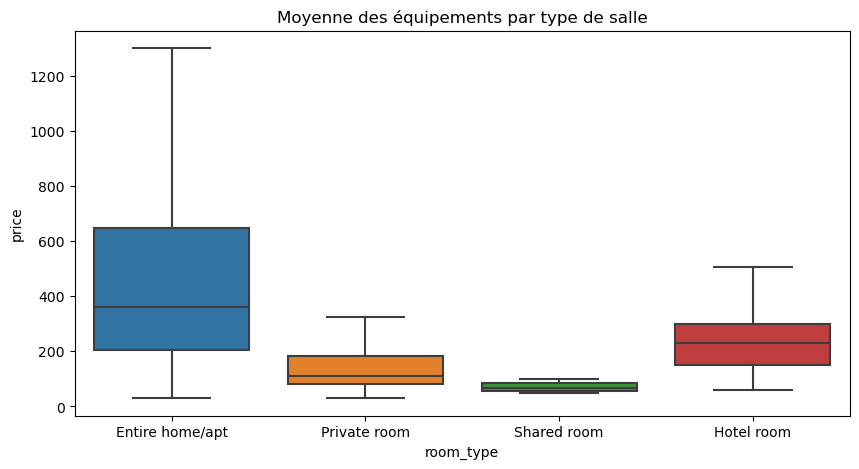 Moyenne des équipements par type de salle
price
1200
1000
800
600
400
200
0
Entire home/apt
Private room
Shared room
Hotel room
room_type